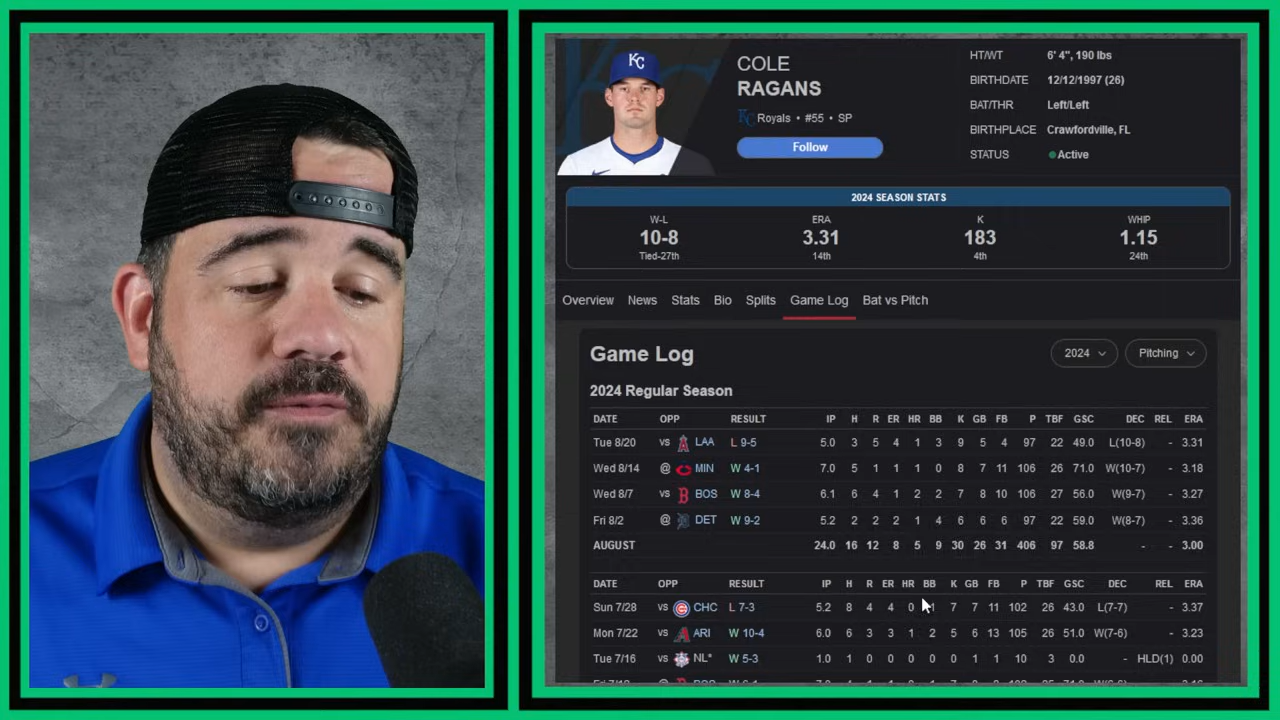 KC
COLE
RAGANS
KC Royals • #55 • SP
Follow
HT/WT 6' 4", 190 lbs
BIRTHDATE 12/12/1997 (26)
BAT/THR Left/Left
BIRTHPLACE Crawfordville, FL
STATUS Active
2024 SEASON STATS
W-L ERA K WHIP
10-8 3.31 183 1.15
Tied-27th 14th 4th 24th
Overview News Stats Bio Splits Game Log Bat vs Pitch
Game Log 2024 Pitching
2024 Regular Season
DATE OPP RESULT IP H R ER HR BB K GB FB P TBF GSC DEC REL ERA
Tue 8/20 vs LAA L 9-5 5.0 3 5 4 1 3 9 5 4 97 22 49.0 L(10-8) - 3.31
Wed 8/14 @ MIN W 4-1 7.0 5 1 1 1 0 8 7 11 106 26 71.0 W(10-7) - 3.18
Wed 8/7 vs BOS W 8-4 6.1 6 4 1 2 2 7 8 10 106 27 56.0 W(9-7) - 3.27
Fri 8/2 @ DET W 9-2 5.2 2 2 2 1 4 6 6 6 97 22 59.0 W(8-7) - 3.36
AUGUST 24.0 16 12 8 5 9 30 26 31 406 97 58.8 - - 3.00
DATE OPP RESULT IP H R ER HR BB K GB FB P TBF GSC DEC REL ERA
Sun 7/28 vs CHC L 7-3 5.2 8 4 4 0 1 7 7 11 102 26 43.0 L(7-7) - 3.37
Mon 7/22 vs ARI W 10-4 6.0 6 3 3 1 2 5 6 13 105 26 51.0 W(7-6) - 3.23
Tue 7/16 vs NL* W 5-3 1.0 1 0 0 0 0 0 1 1 10 3 0.0 - HLD(1) 0.00